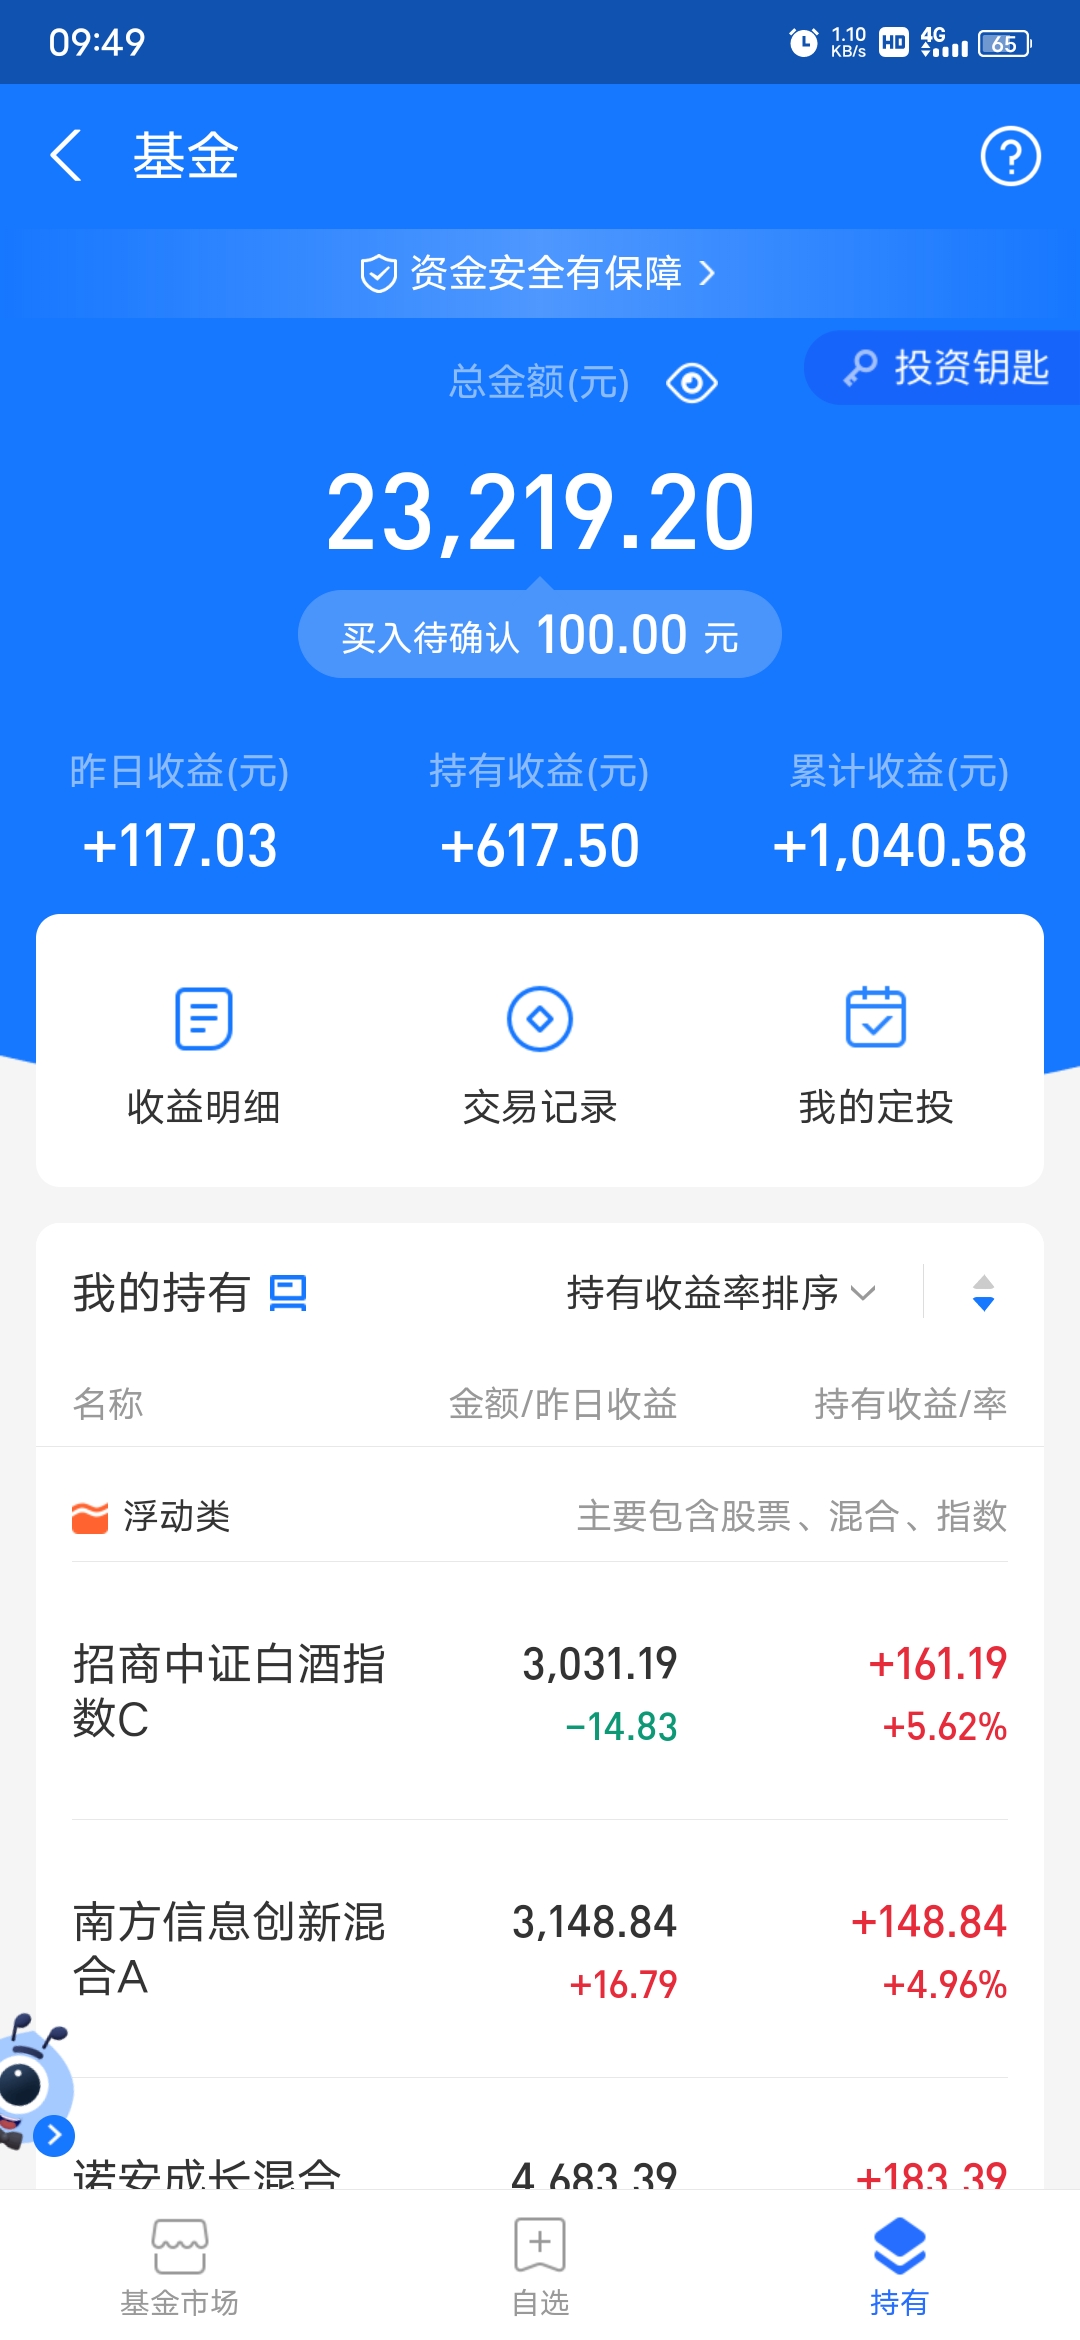 09:49
1.10
KB/s
HD
4G
65
基金
资金安全有保障
总金额(元)
投资钥匙
23,219.20
买入待确认 100.00 元
昨日收益(元) 持有收益(元) 累计收益(元)
+117.03 +617.50 +1,040.58
收益明细 交易记录 我的定投
我的持有 持有收益率排序
名称 金额/昨日收益 持有收益/率
浮动类 主要包含股票、混合、指数
招商中证白酒指 3,031.19 +161.19
数C -14.83 +5.62%
南方信息创新混 3,148.84 +148.84
合A +16.79 +4.96%
诺安成长混合 4,683.39 +183.39
基金市场 自选 持有